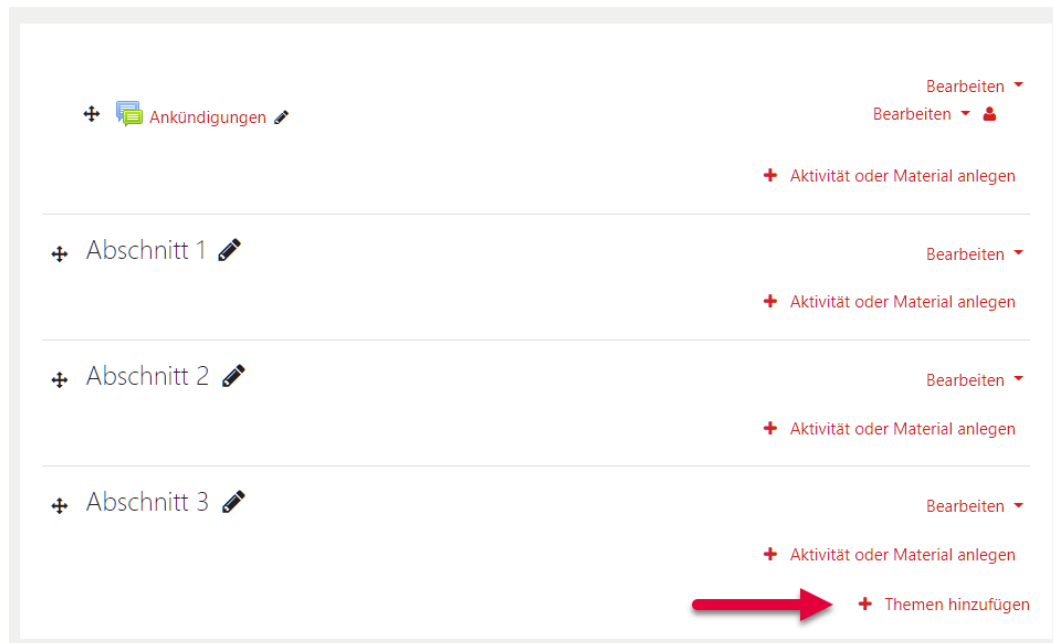 Bearbeiten
Ankündigungen
Bearbeiten
Aktivität oder Material anlegen
Abschnitt 1
Bearbeiten
Aktivität oder Material anlegen
Abschnitt 2
Bearbeiten
Aktivität oder Material anlegen
Abschnitt 3
Bearbeiten
Aktivität oder Material anlegen
Themen hinzufügen